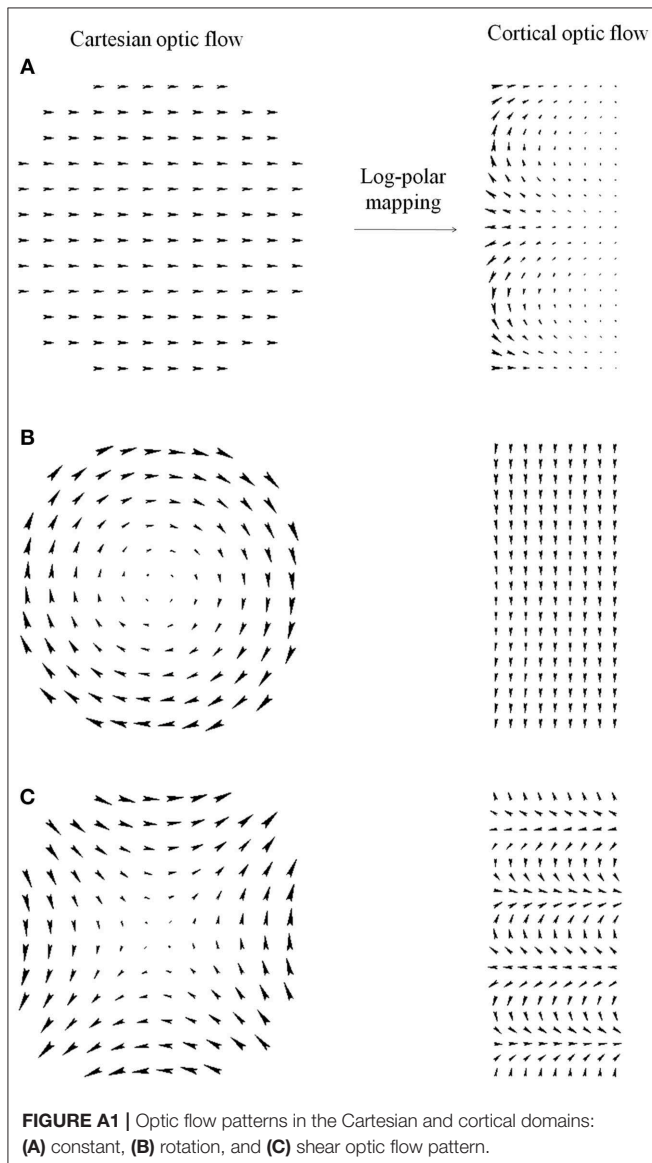 Cartesian optic flow
Cortical optic flow
A
Log-polar
mapping
B
C
FIGURE A1 | Optic flow patterns in the Cartesian and cortical domains:
(A) constant, (B) rotation, and (C) shear optic flow pattern.